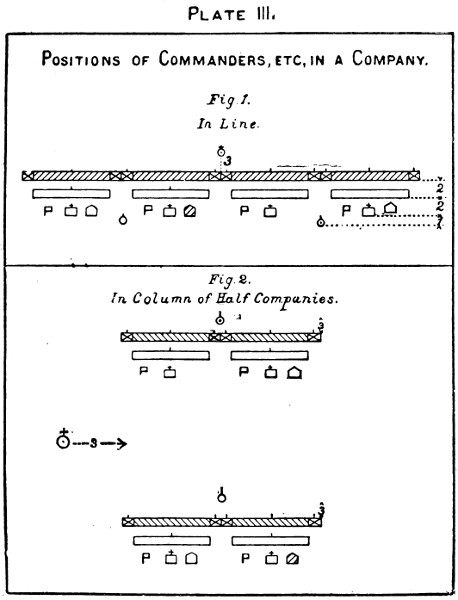 PLATE III.
POSITIONS OF COMMANDERS, ETC, IN A COMPANY.
Fig. 1.
In Line.
3
2
P P P P 2
Fig. 2.
In Column of Half Companies.
3
P P
3
3
P P